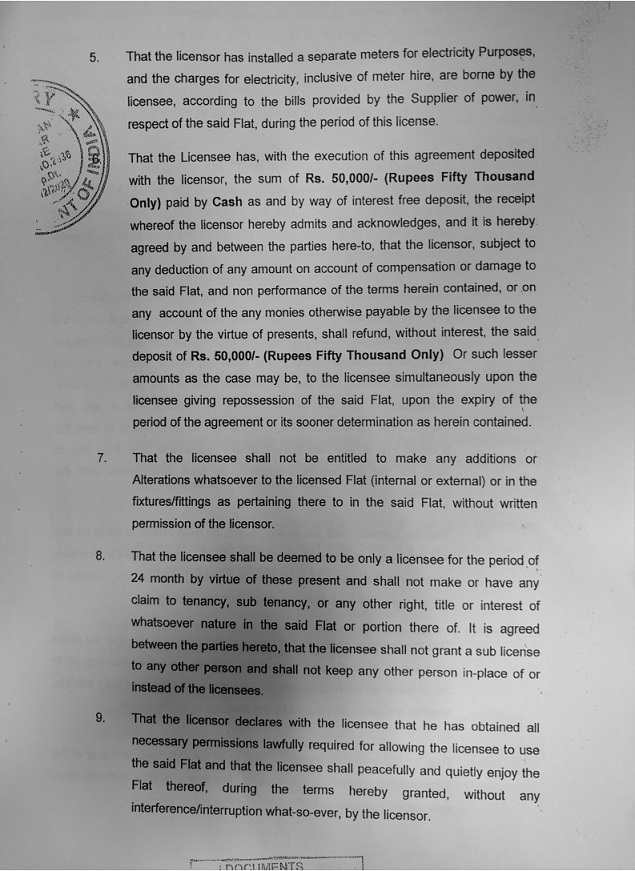 5. That the licensor has installed a separate meters for electricity Purposes,
and the charges for electricity, inclusive of meter hire, are borne by the
licensee, according to the bills provided by the Supplier of power, in
respect of the said Flat, during the period of this license.
NT OF INDIA
6. That the Licensee has, with the execution of this agreement deposited
with the licensor, the sum of Rs. 50,000/- (Rupees Fifty Thousand
Only) paid by Cash as and by way of interest free deposit, the receipt
whereof the licensor hereby admits and acknowledges, and it is hereby
agreed by and between the parties here-to, that the licensor, subject to
any deduction of any amount on account of compensation or damage to
the said Flat, and non performance of the terms herein contained, or on
any account of the any monies otherwise payable by the licensee to the
licensor by the virtue of presents, shall refund, without interest, the said
deposit of Rs. 50,000/- (Rupees Fifty Thousand Only) Or such lesser
amounts as the case may be, to the licensee simultaneously upon the
licensee giving repossession of the said Flat, upon the expiry of the
period of the agreement or its sooner determination as herein contained.
7. That the licensee shall not be entitled to make any additions or
Alterations whatsoever to the licensed Flat (internal or external) or in the
fixtures/fittings as pertaining there to in the said Flat, without written
permission of the licensor.
8. That the licensee shall be deemed to be only a licensee for the period of
24 month by virtue of these present and shall not make or have any
claim to tenancy, sub tenancy, or any other right, title or interest of
whatsoever nature in the said Flat or portion there of. It is agreed
between the parties hereto, that the licensee shall not grant a sub license
to any other person and shall not keep any other person in-place of or
instead of the licensees.
9. That the licensor declares with the licensee that he has obtained all
necessary permissions lawfully required for allowing the licensee to use
the said Flat and that the licensee shall peacefully and quietly enjoy the
Flat thereof, during the terms hereby granted, without any
interference/interruption what-so-ever, by the licensor.
DOCUMENTS